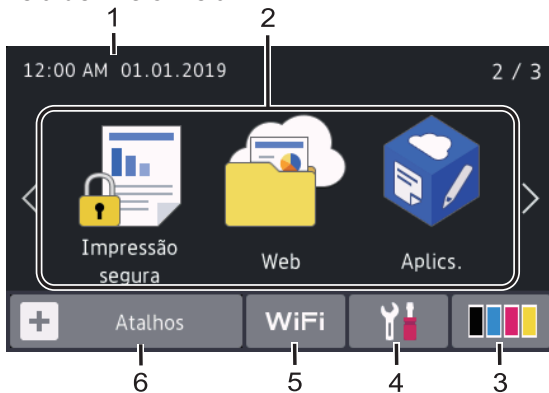 1
2
12:00 AM 01.01.2019
2 / 3
Impressão
segura
Web
Aplics.
Atalhos
WiFi
6
5
4
3